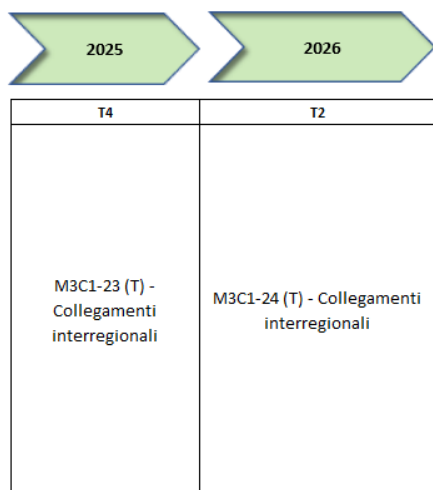 2025
2026
T4
T2
M3C1-23 (T) -
Collegamenti
interregionali
M3C1-24 (T) - Collegamenti
interregionali